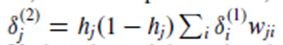 δ_j^{(2)} = h_j(1 − h_j) ∑_i δ_i^{(1)} w_{ji}